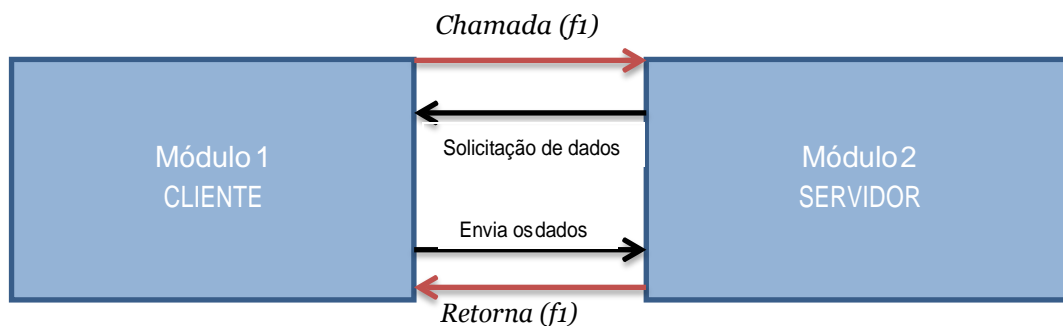 Chamada (f1)
Módulo 1
CLIENTE
Solicitação de dados
Módulo 2
SERVIDOR
Envia os dados
Retorna (f1)